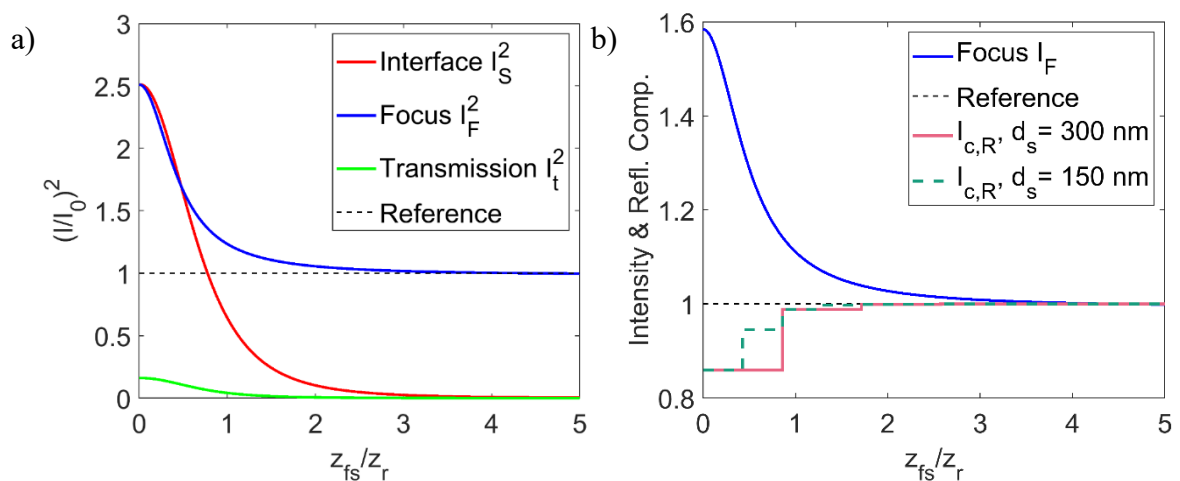 a)
3
2.5
2
1.5
1
0.5
0
(I/I_0)^2
Interface I_S^2
Focus I_F^2
Transmission I_t^2
Reference
0 1 2 3 4 5
z_fs/z_r
b)
1.6
1.4
1.2
1
0.8
Intensity & Refl. Comp.
Focus I_F
Reference
I_c,R, d_s= 300 nm
I_c,R, d_s= 150 nm
0 1 2 3 4 5
z_fs/z_r